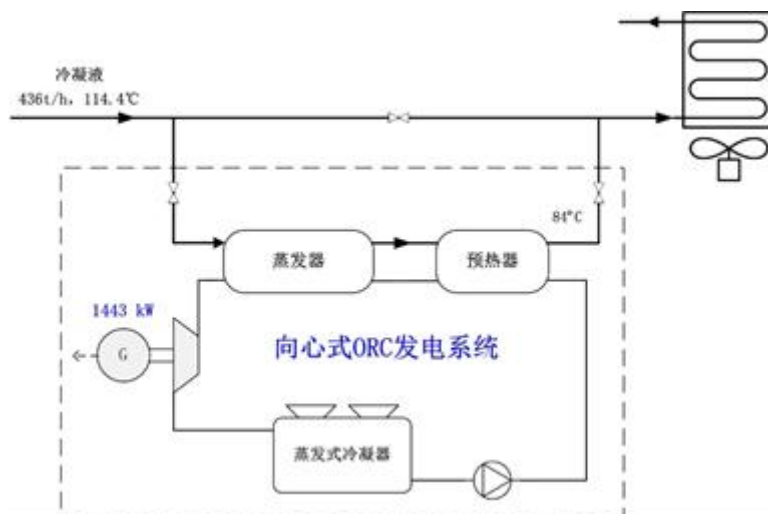 冷凝液
436t/h, 114.4℃
84°C
蒸发器
预热器
1443 kW
G
向心式ORC发电系统
蒸发式冷凝器